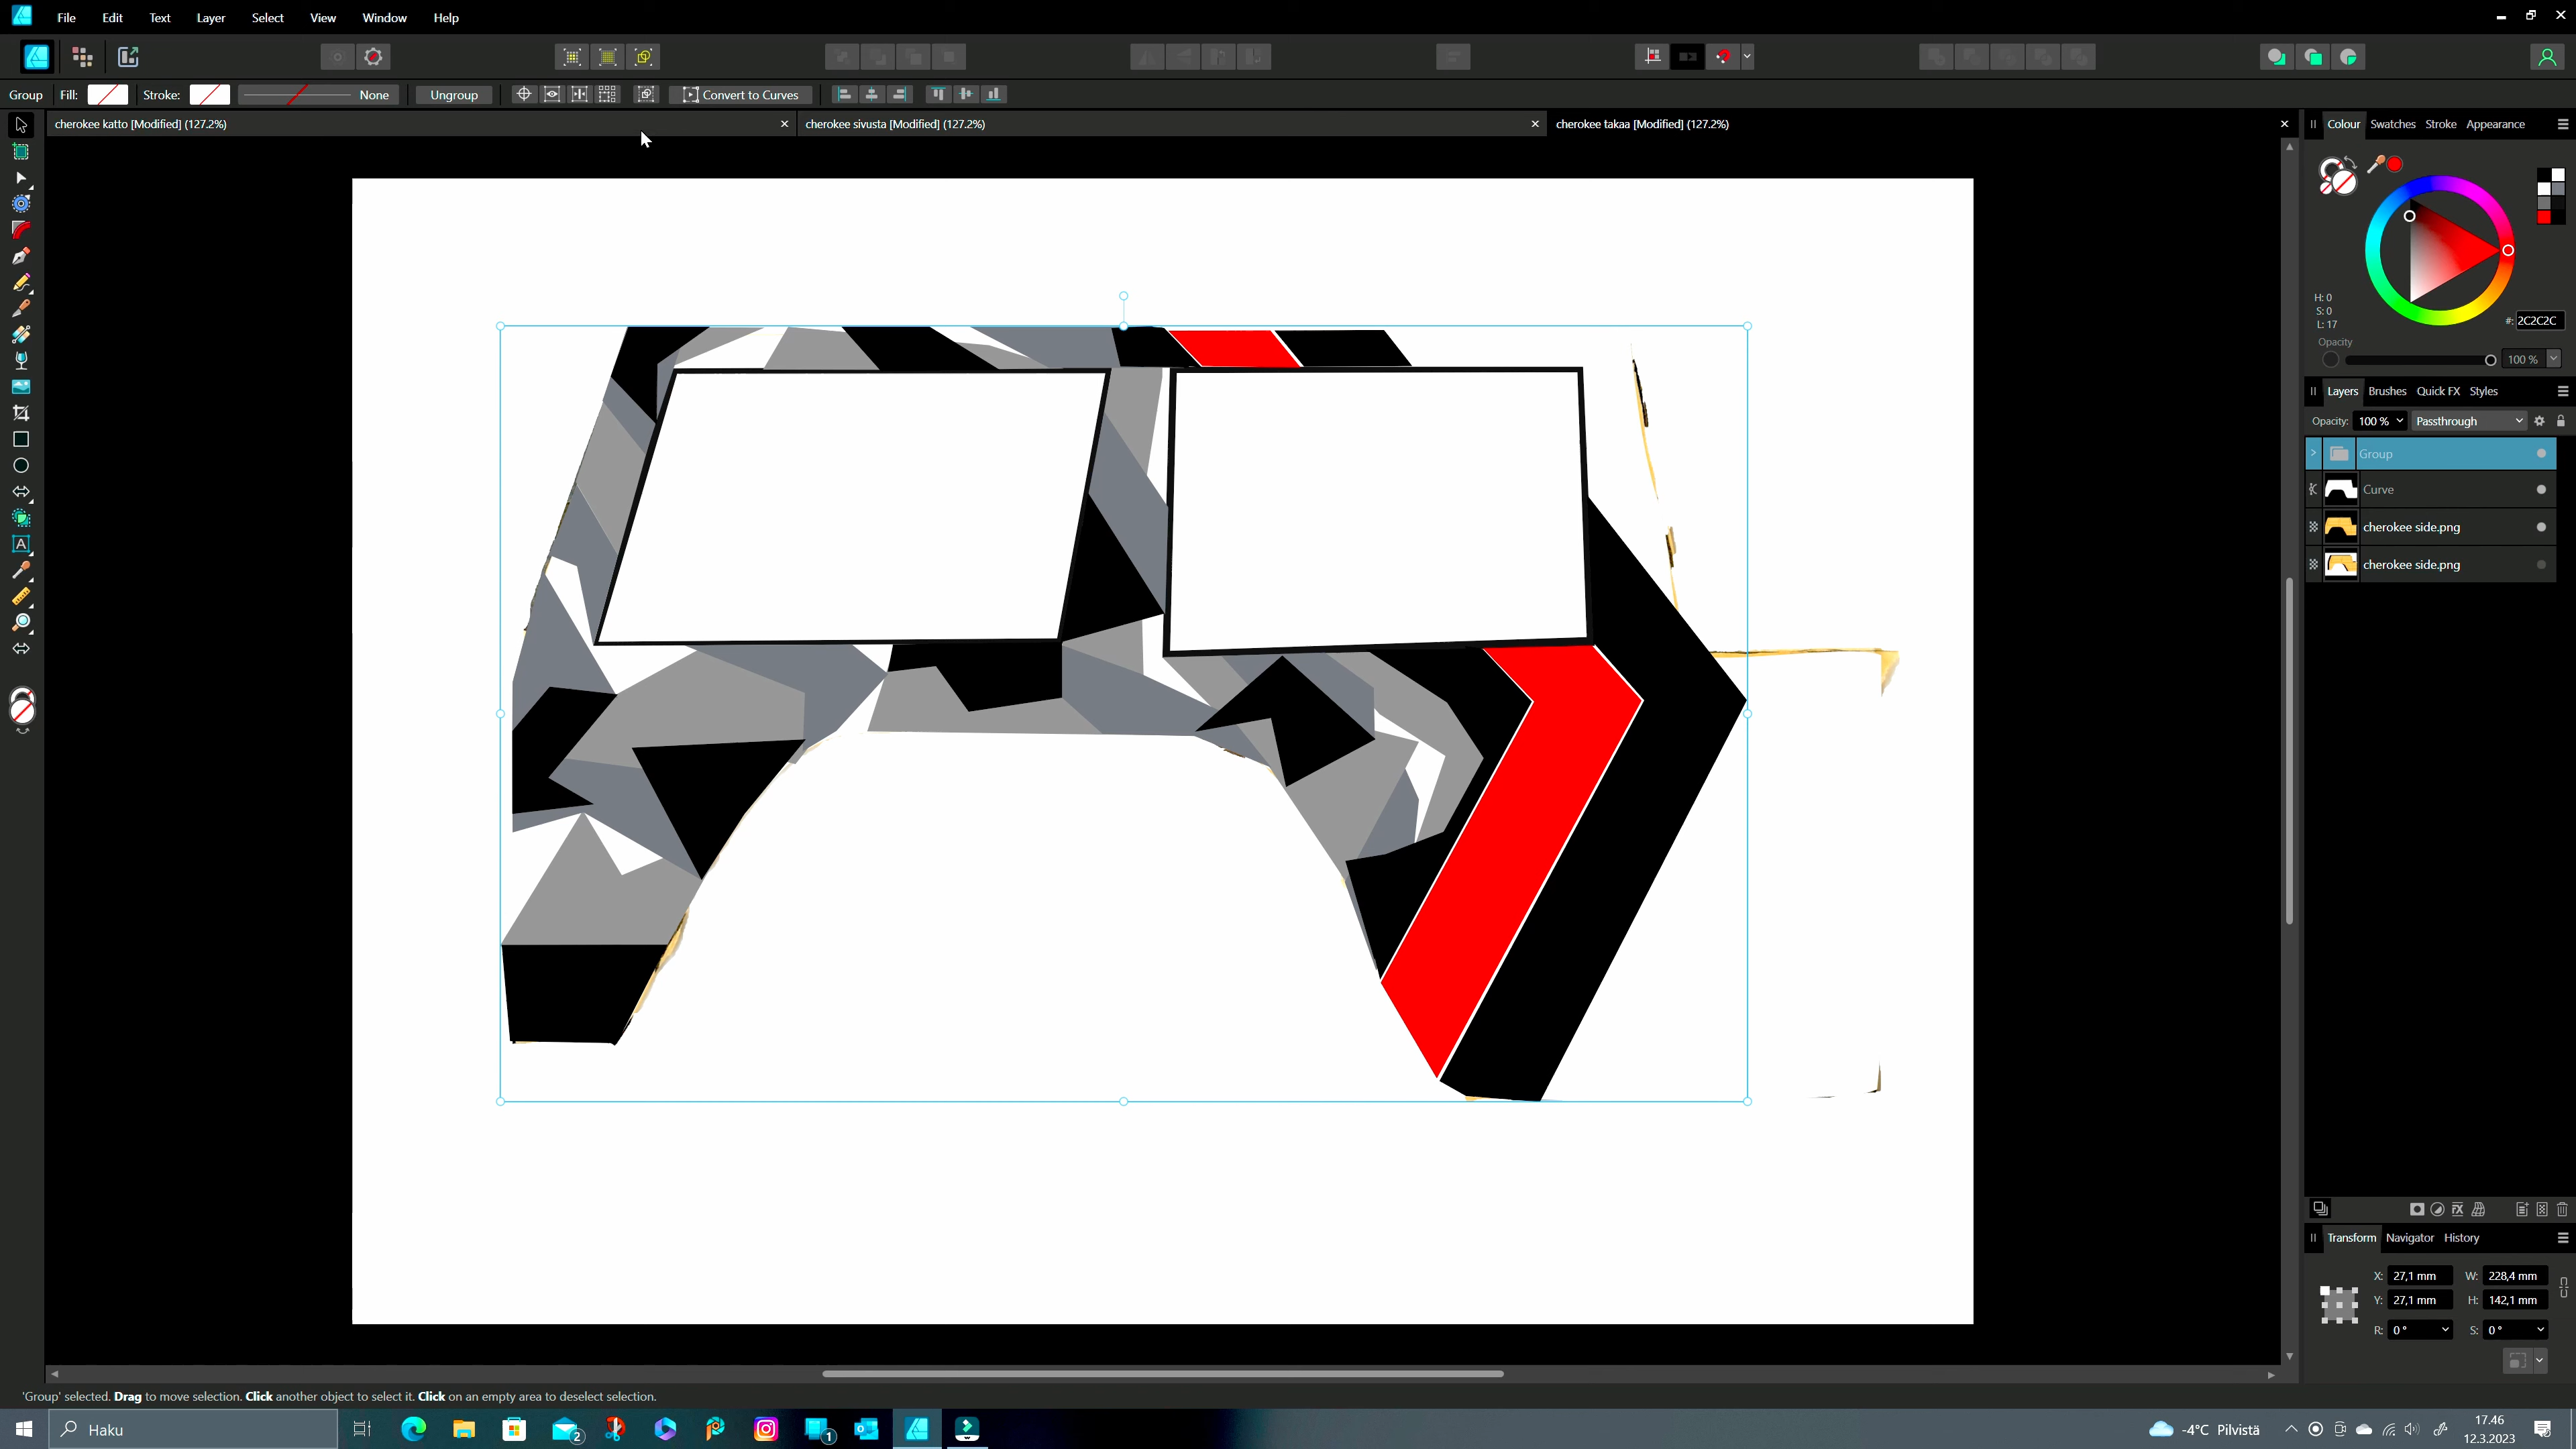 File Edit Text Layer Select View Window Help
Group Fill: Stroke: None Ungroup Convert to Curves
cherokee katto [Modified] (127.2%) cherokee sivusta [Modified] (127.2%) cherokee takaa [Modified] (127.2%)
Colour Swatches Stroke Appearance
H: 0
S: 0
L: 17
#: 2C2C2C
Opacity
100 %
Layers Brushes Quick FX Styles
Opacity: 100 % Passthrough
Group
Curve
cherokee side.png
cherokee side.png
Transform Navigator History
X: 27,1 mm W: 228,4 mm
Y: 27,1 mm H: 142,1 mm
R: 0 ° S: 0 °
'Group' selected. Drag to move selection. Click another object to select it. Click on an empty area to deselect selection.
Haku 2 1 -4°C Pilvistä
17.46
12.3.2023